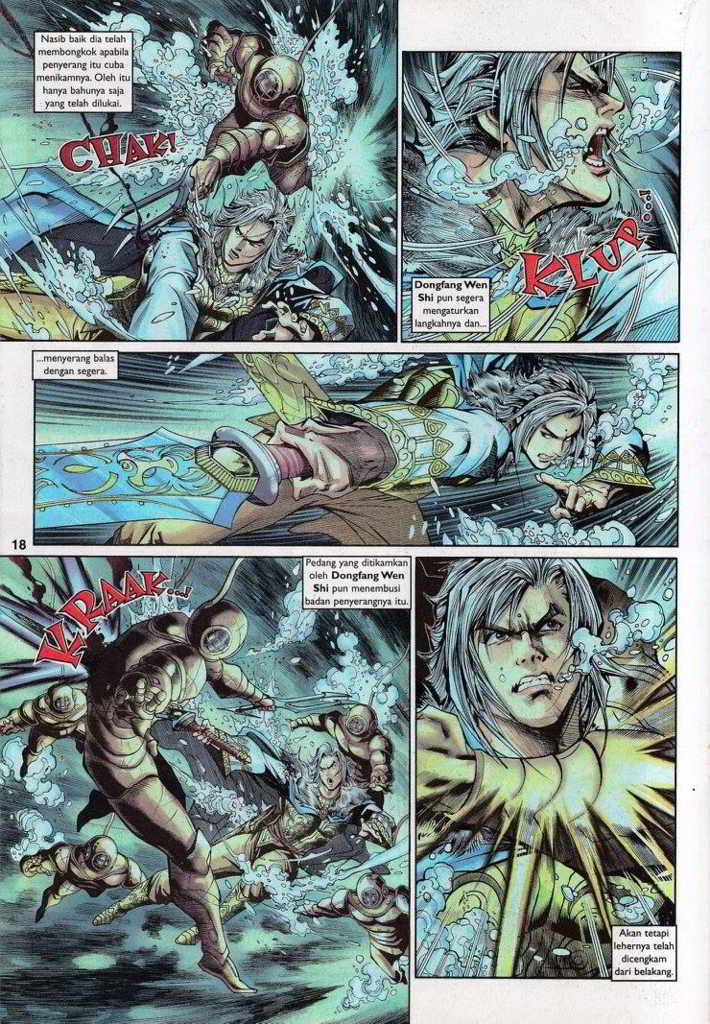 Nasib baik dia telah
membongkok apabila
penyerang itu cuba
menikamnya. Oleh itu
hanya bahunya saja
yang telah dilukai.
CHAK!
KLUP...!
Dongfang Wen
Shi pun segera
mengaturkan
langkahnya dan...
...menyerang balas
dengan segera.
18
KRAAK...!
Pedang yang ditikamkan
oleh Dongfang Wen
Shi pun menembusi
badan penyerangnya itu.
Akan tetapi
lehernya telah
dicengkam
dari belakang.